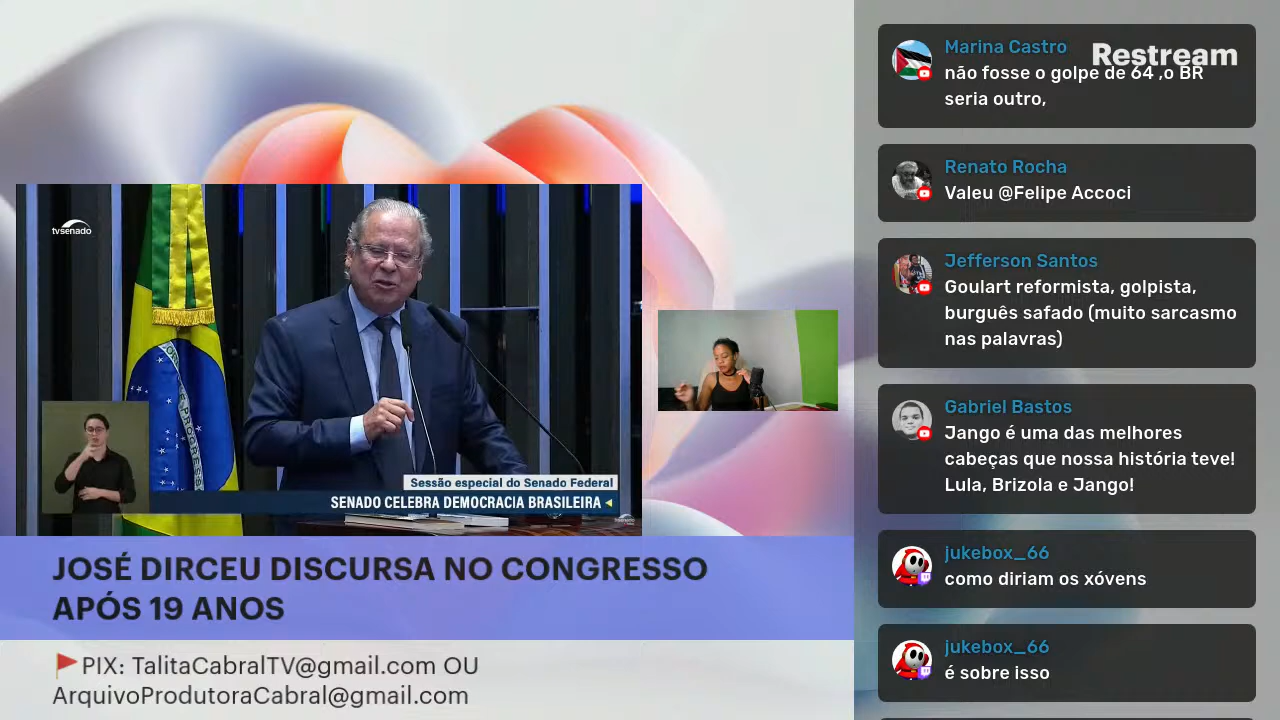 tvsenado
Sessão especial do Senado Federal
SENADO CELEBRA DEMOCRACIA BRASILEIRA
JOSÉ DIRCEU DISCURSA NO CONGRESSO
APÓS 19 ANOS
PIX: TalitaCabralTV@gmail.com OU
ArquivoProdutoraCabral@gmail.com
Restream
Marina Castro
não fosse o golpe de 64 ,o BR
seria outro,
Renato Rocha
Valeu @Felipe Accoci
Jefferson Santos
Goulart reformista, golpista,
burguês safado (muito sarcasmo
nas palavras)
Gabriel Bastos
Jango é uma das melhores
cabeças que nossa história teve!
Lula, Brizola e Jango!
jukebox_66
como diriam os xóvens
jukebox_66
é sobre isso